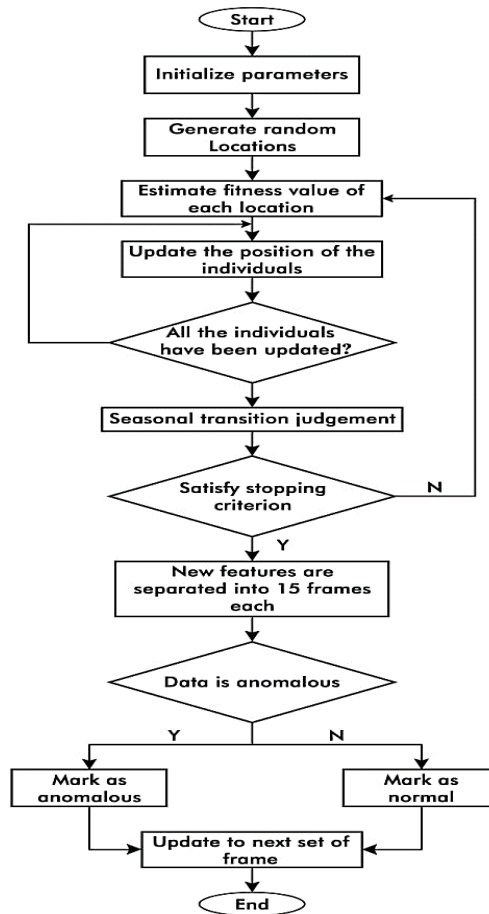 Start
Initialize parameters
Generate random
Locations
Estimate fitness value of
each location
Update the position of the
individuals
All the individuals
have been updated?
Seasonal transition judgement
Satisfy stopping
criterion
N
Y
New features are
separated into 15 frames
each
Data is anomalous
Y
N
Mark as
anomalous
Mark as
normal
Update to next set of
frame
End